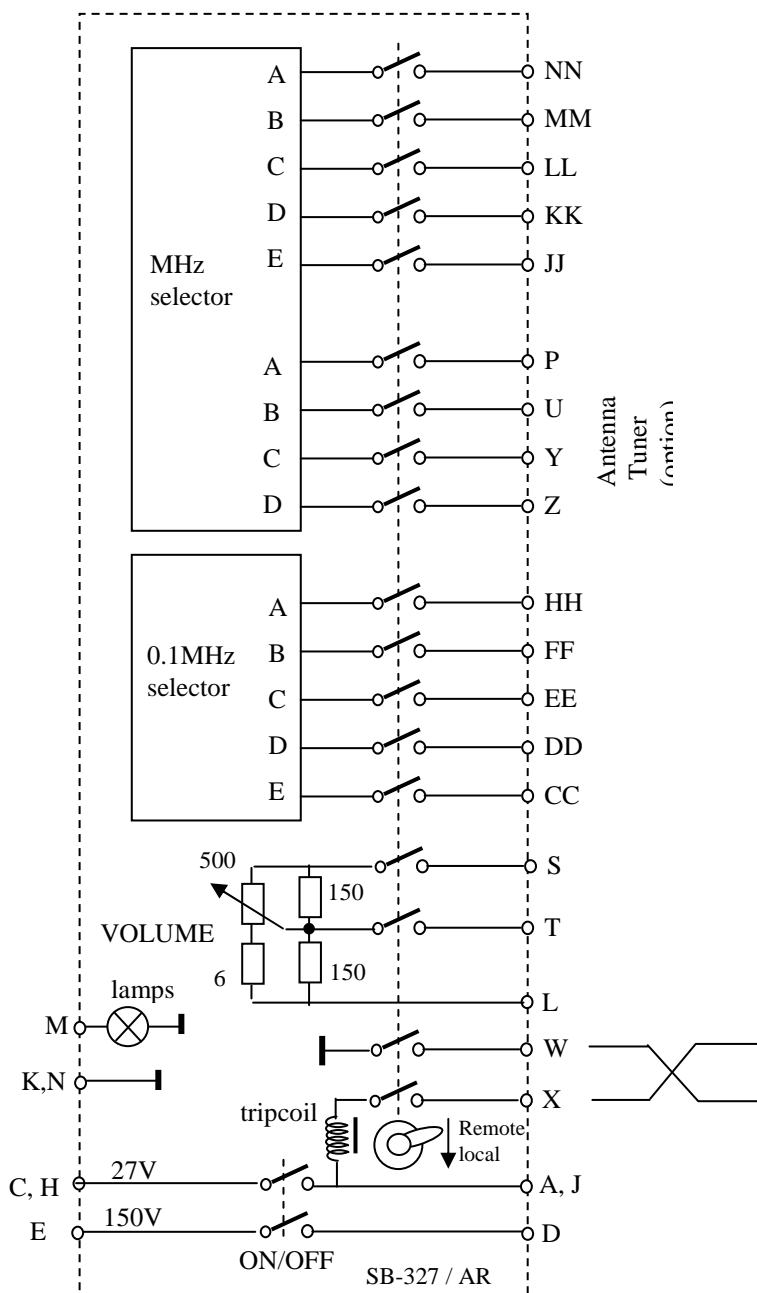 A NN
B MM
C LL
D KK
E JJ
MHz
selector
A P
B U
C Y
D Z
Antenna
Tuner
(option)
A HH
0.1MHz
selector
B FF
C EE
D DD
E CC
500
150
S
VOLUME
T
6
150
lamps
L
M
W
K,N
tripcoil
X
Remote
local
C, H
27V
A, J
E
150V
D
ON/OFF
SB-327 / AR